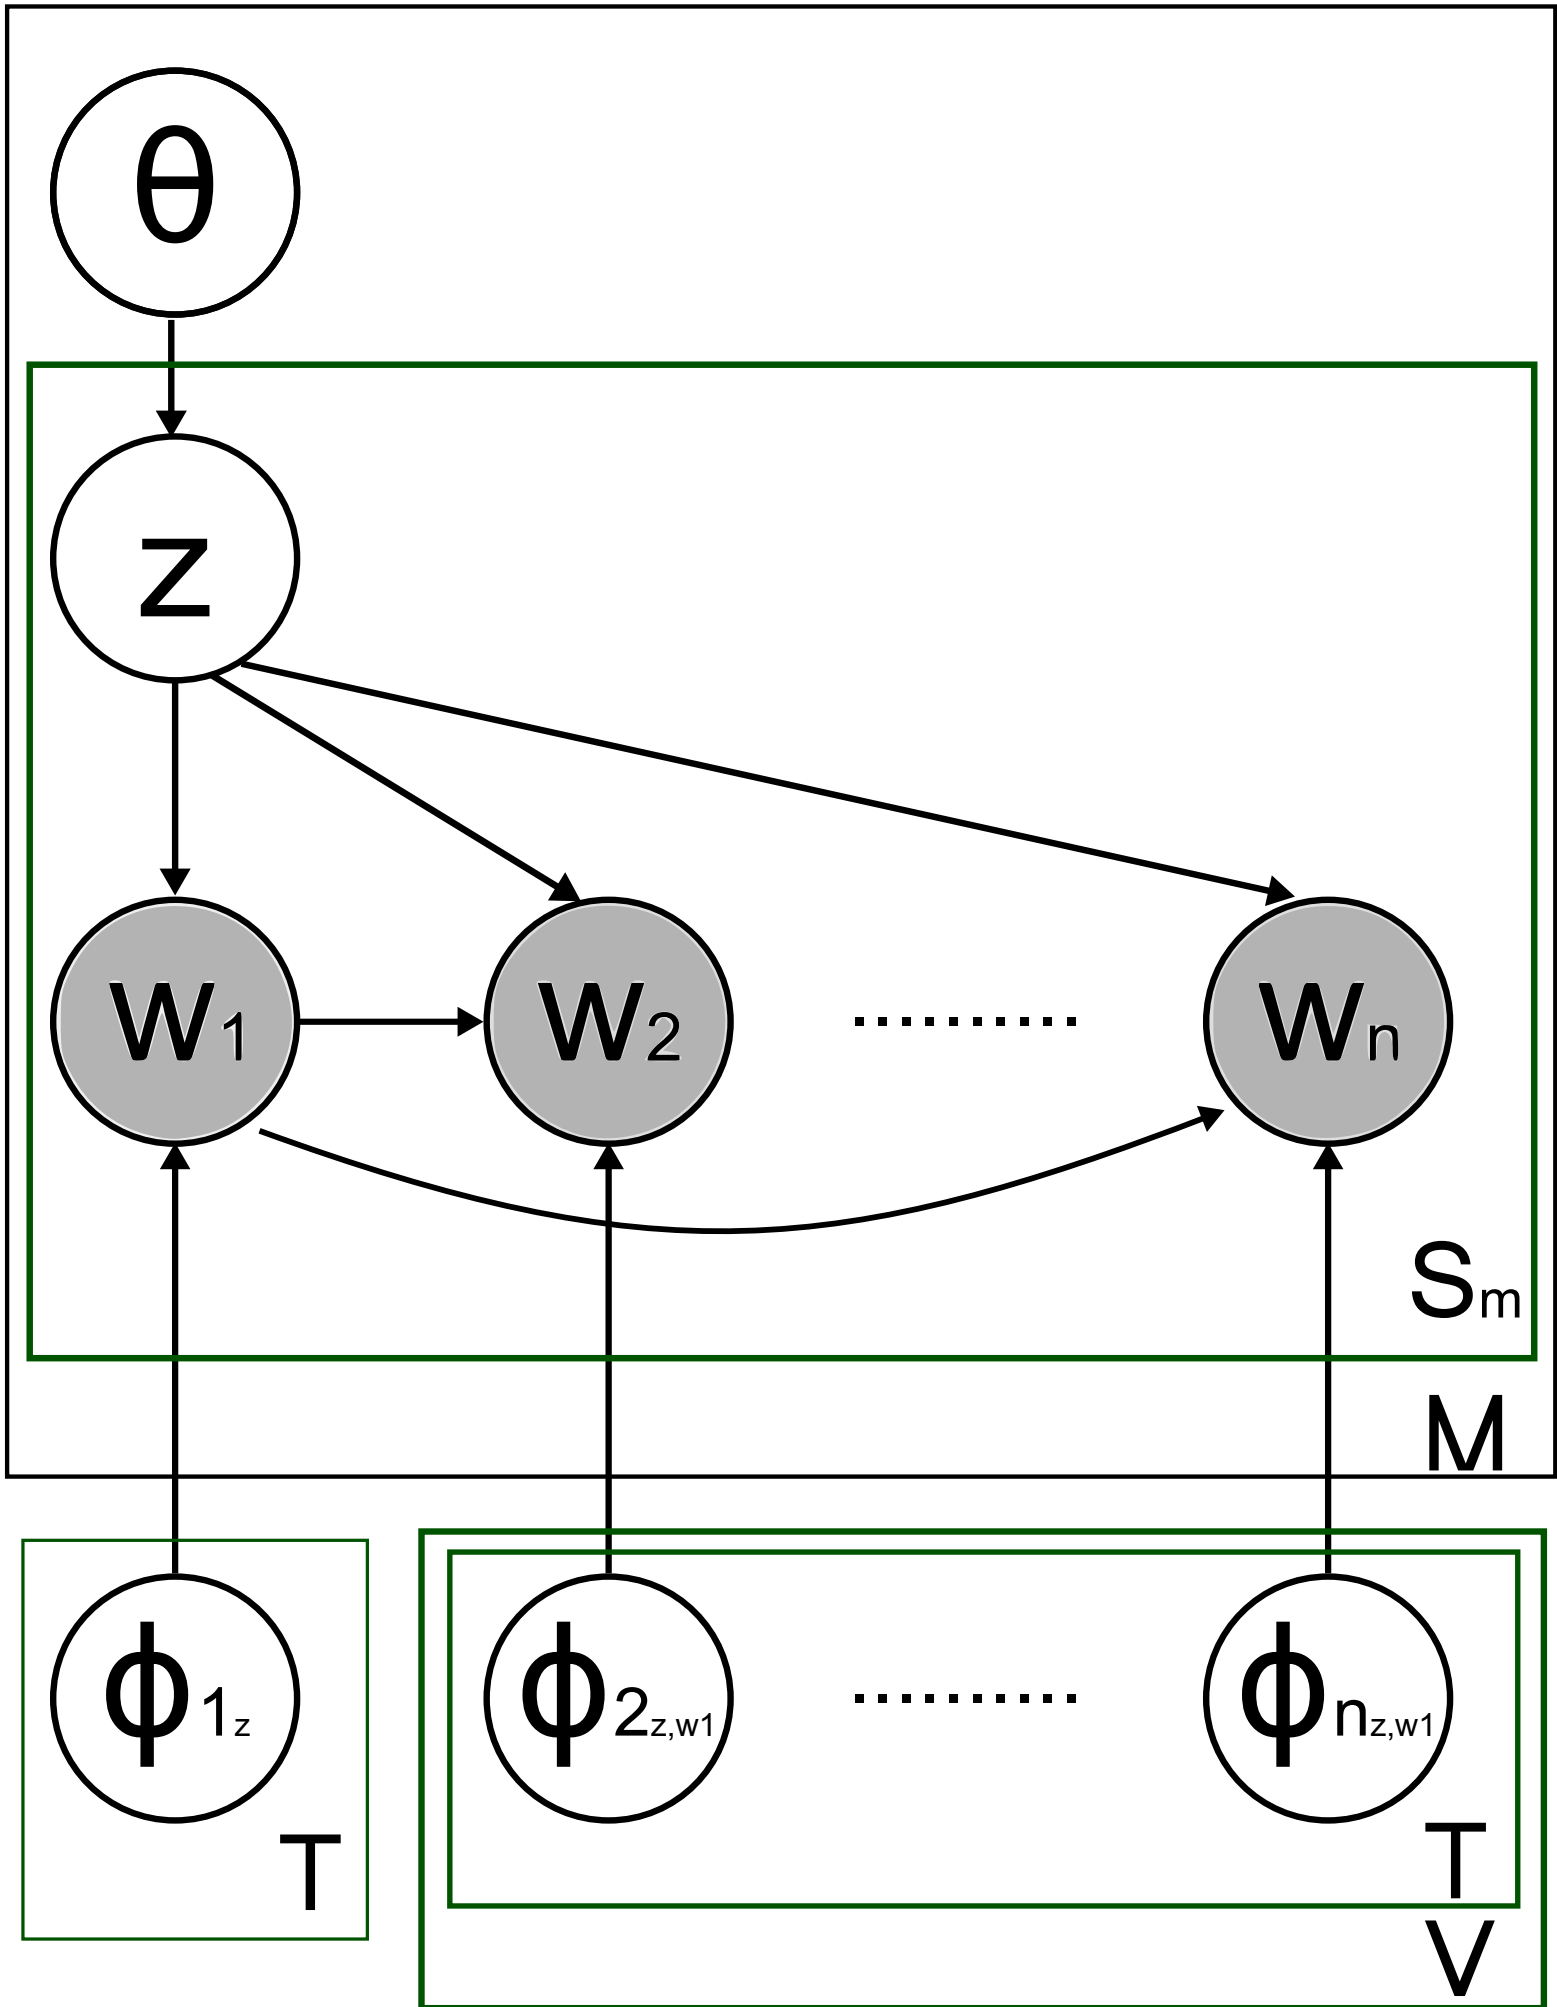 θ
z
w1 w2 ......... wn
Sm
M
ϕ1z ϕ2z,w1 ......... ϕnz,w1
T T
V